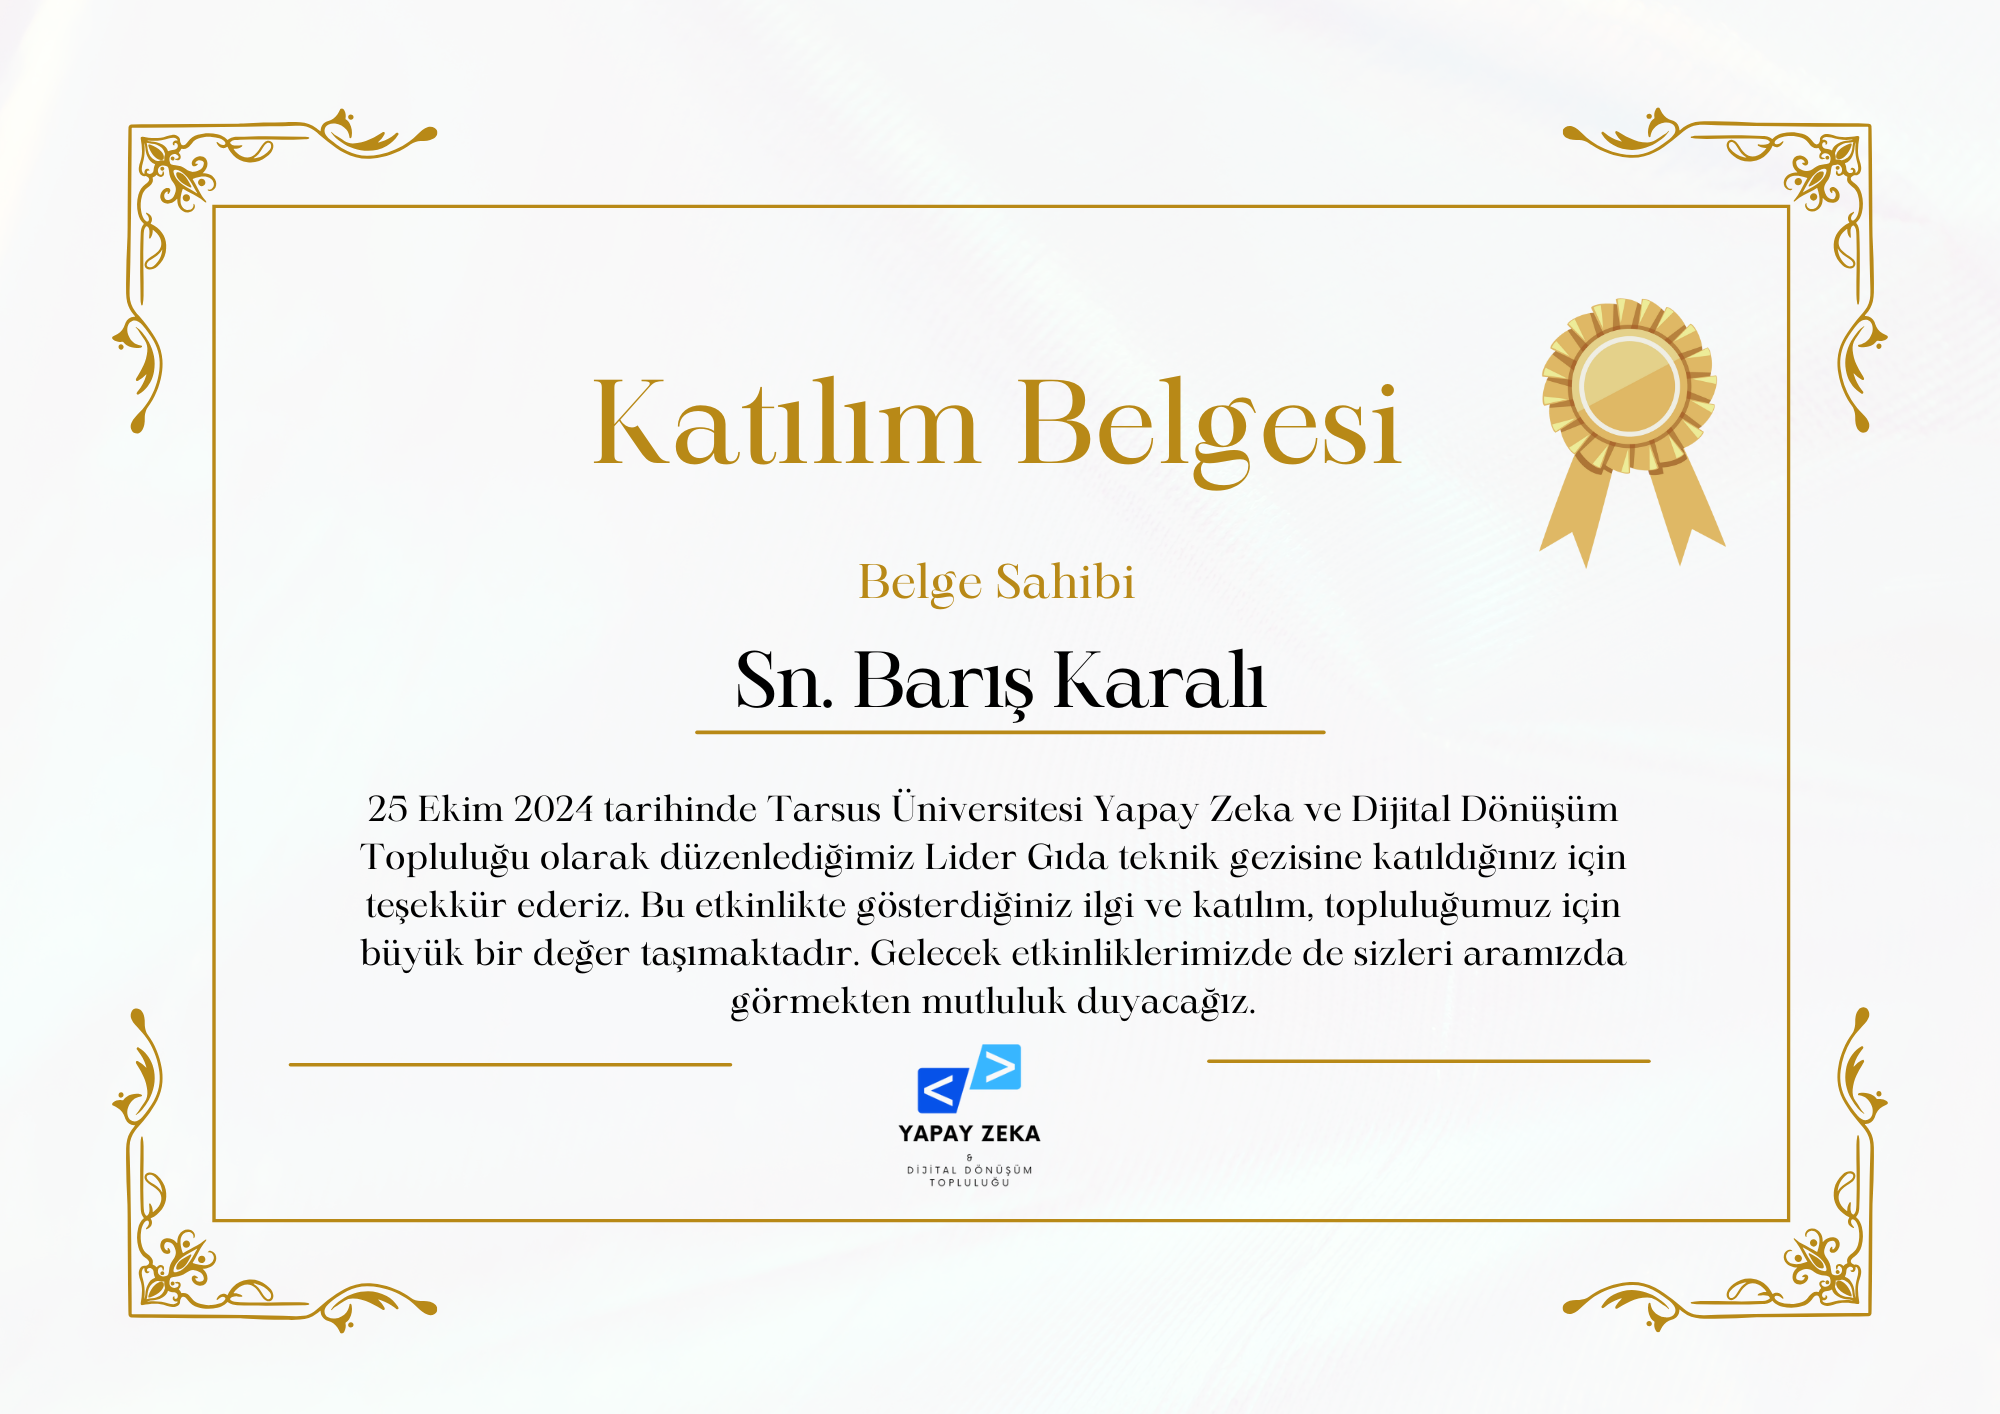 Katılım Belgesi
Belge Sahibi
Sn. Barış Karalı
25 Ekim 2024 tarihinde Tarsus Üniversitesi Yapay Zeka ve Dijital Dönüşüm
Topluluğu olarak düzenlediğimiz Lider Gıda teknik gezisine katıldığınız için
teşekkür ederiz. Bu etkinlikte gösterdiğiniz ilgi ve katılım, topluluğumuz için
büyük bir değer taşımaktadır. Gelecek etkinliklerimizde de sizleri aramızda
görmekten mutluluk duyacağız.
< >
YAPAY ZEKA
&
DİJİTAL DÖNÜŞÜM
TOPLULUĞU